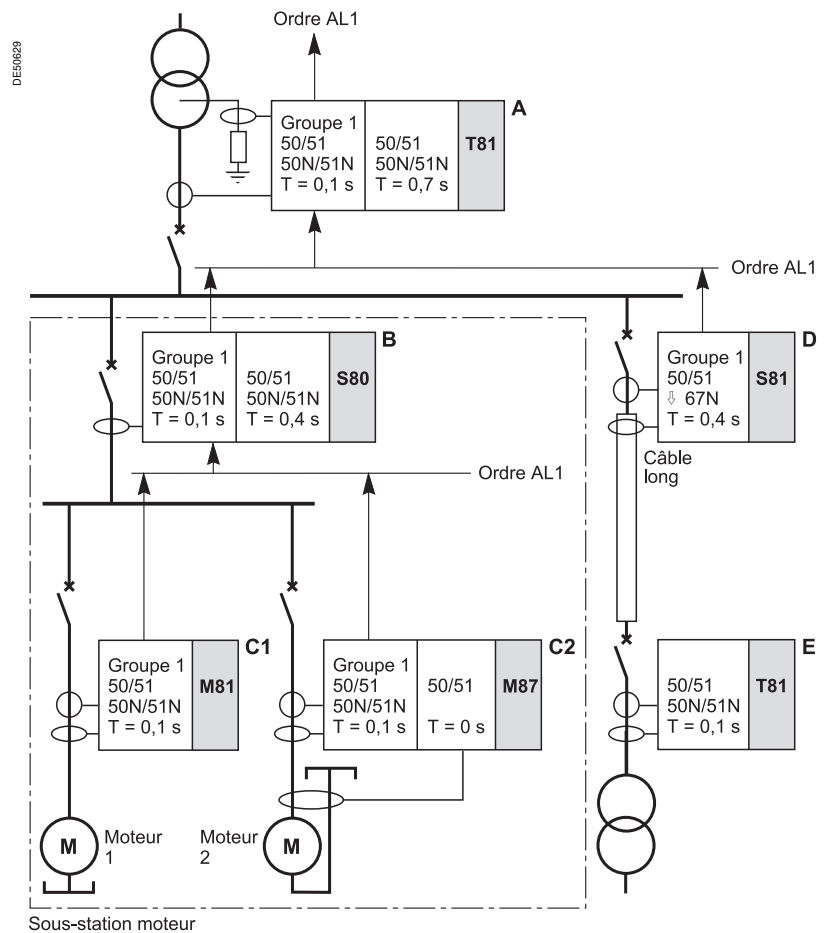 DE50629
Ordre AL1
A
Groupe 1
50/51
50N/51N
T = 0,1 s
50/51
50N/51N
T = 0,7 s
T81
Ordre AL1
B
Groupe 1
50/51
50N/51N
T = 0,1 s
50/51
50N/51N
T = 0,4 s
S80
D
Groupe 1
50/51
⇩ 67N
T = 0,4 s
S81
Câble
long
Ordre AL1
C1
Groupe 1
50/51
50N/51N
T = 0,1 s
M81
C2
Groupe 1
50/51
50N/51N
T = 0,1 s
50/51
T = 0 s
M87
E
50/51
50N/51N
T = 0,1 s
T81
M
Moteur
1
Moteur
2
M
Sous-station moteur